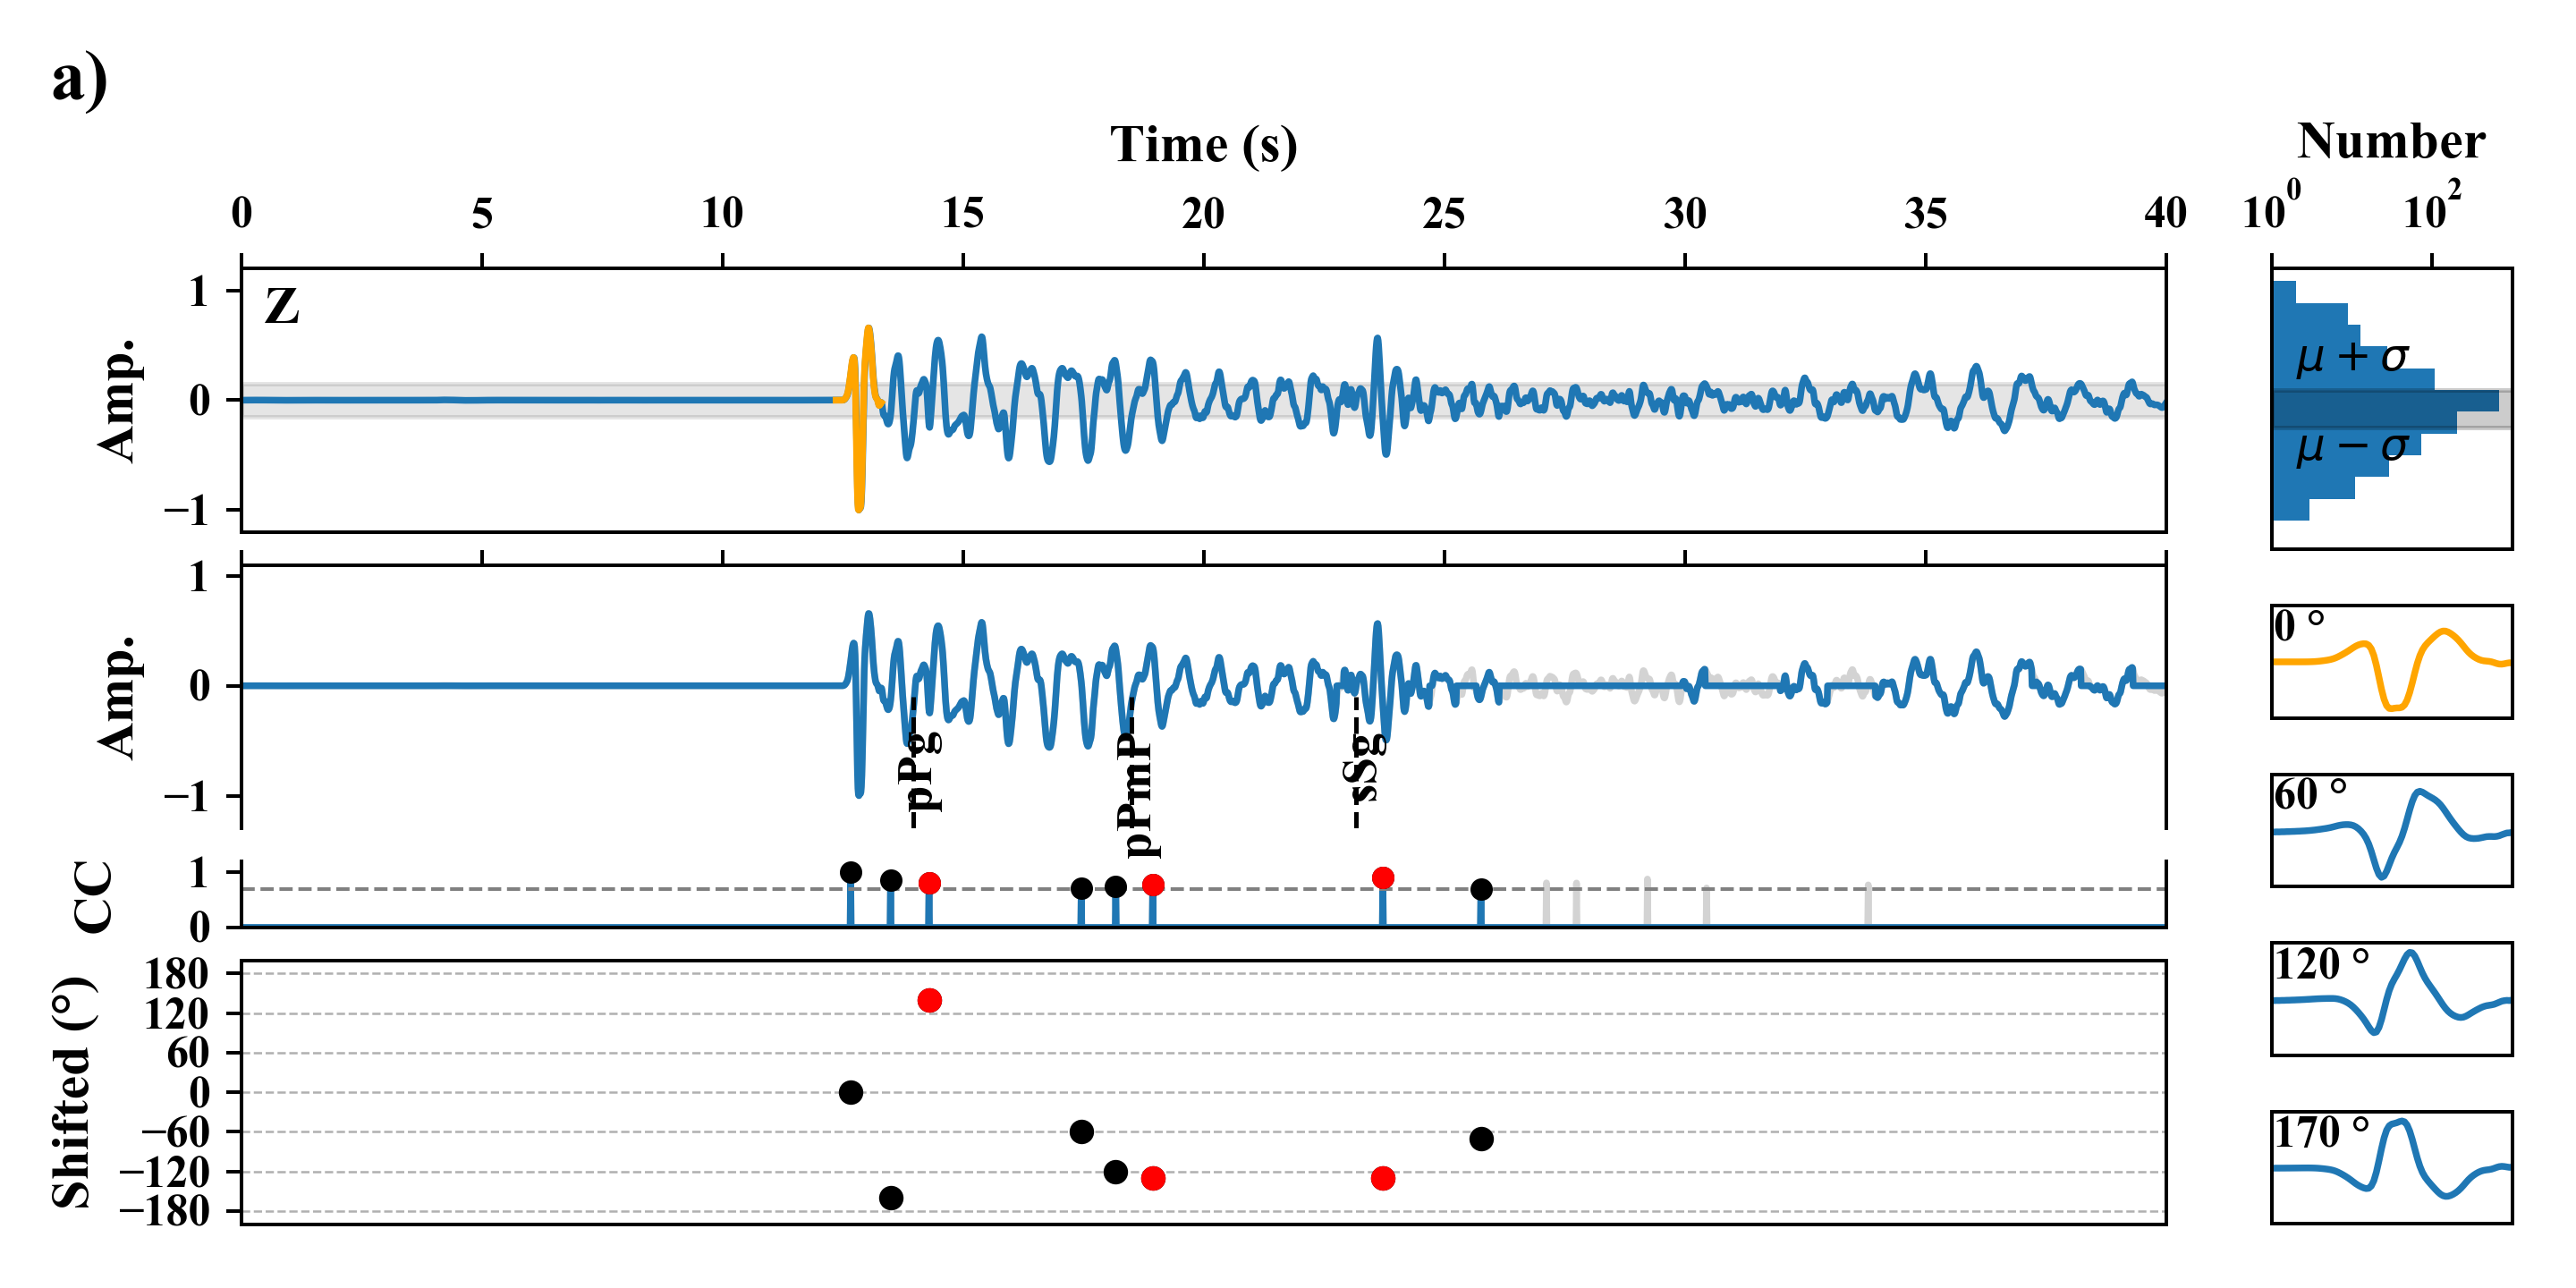 a)
Time (s)
Number
0 5 10 15 20 25 30 35 40
10^0 10^2
Z
Amp.
1
0
−1
μ + σ
μ − σ
Amp.
1
0
−1
pPg
pPmP
sSg
CC
1
0
Shifted (°)
180
120
60
0
−60
−120
−180
0 °
60 °
120 °
170 °